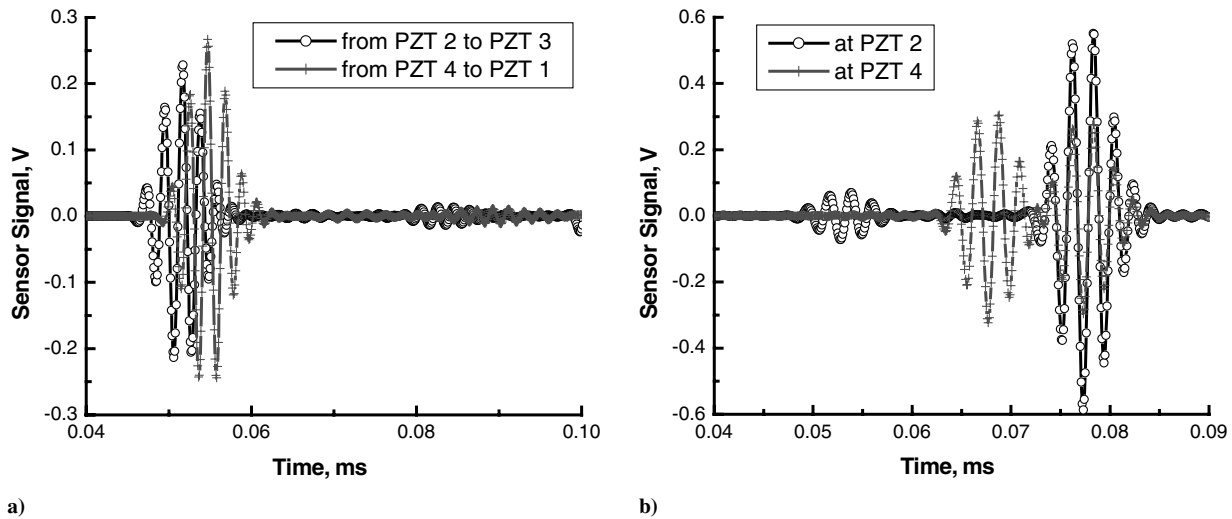 0.3
0.2
0.1
0.0
-0.1
-0.2
-0.3
Sensor Signal, V
from PZT 2 to PZT 3
from PZT 4 to PZT 1
0.04
0.06
0.08
0.10
Time, ms
a)
0.6
0.4
0.2
0.0
-0.2
-0.4
-0.6
Sensor Signal, V
at PZT 2
at PZT 4
0.04
0.05
0.06
0.07
0.08
0.09
Time, ms
b)